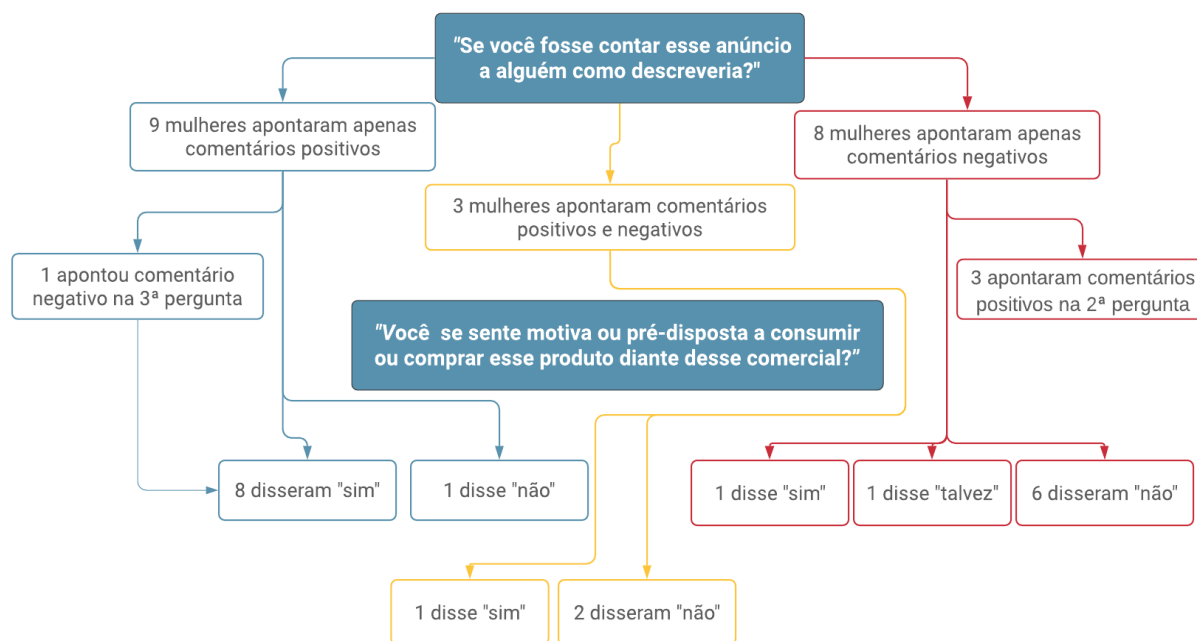 "Se você fosse contar esse anúncio
a alguém como descreveria?"
9 mulheres apontaram apenas
comentários positivos
8 mulheres apontaram apenas
comentários negativos
3 mulheres apontaram comentários
positivos e negativos
1 apontou comentário
negativo na 3ª pergunta
3 apontaram comentários
positivos na 2ª pergunta
"Você se sente motiva ou pré-disposta a consumir
ou comprar esse produto diante desse comercial?"
8 disseram "sim"
1 disse "não"
1 disse "sim"
1 disse "talvez"
6 disseram "não"
1 disse "sim"
2 disseram "não"